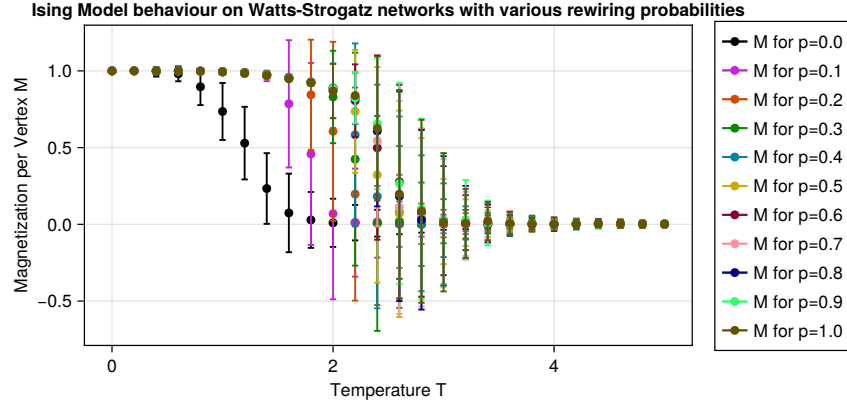 Ising Model behaviour on Watts-Strogatz networks with various rewiring probabilities
Magnetization per Vertex M
1.0
0.5
0.0
−0.5
0
2
4
Temperature T
M for p=0.0
M for p=0.1
M for p=0.2
M for p=0.3
M for p=0.4
M for p=0.5
M for p=0.6
M for p=0.7
M for p=0.8
M for p=0.9
M for p=1.0